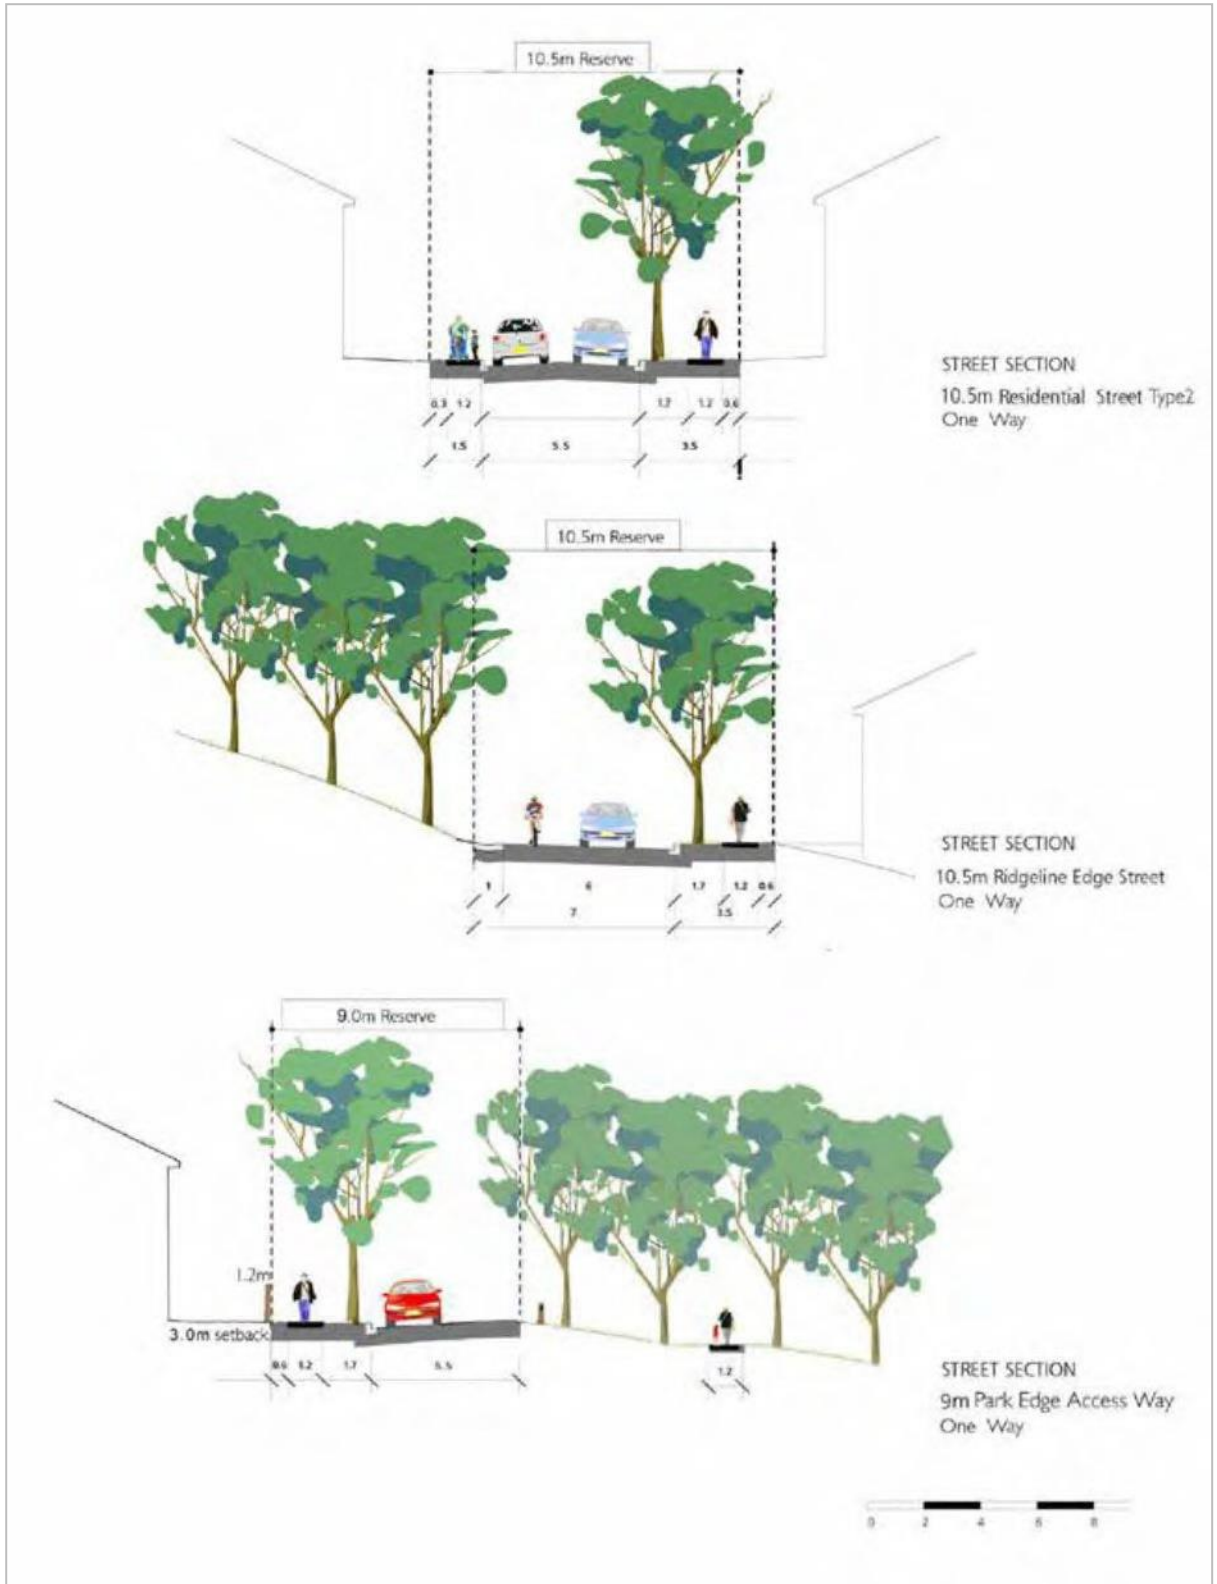 10.5m Reserve
STREET SECTION
10.5m Residential Street Type2
One Way
0.3 1.2 1.7 1.2 0.6
1.5 5.5 3.5
10.5m Reserve
STREET SECTION
10.5m Ridgeline Edge Street
One Way
1 6 1.7 1.2 0.6
7 3.5
9.0m Reserve
1.2m
3.0m setback
0.6 1.2 1.7 5.5 1.2
STREET SECTION
9m Park Edge Access Way
One Way
0 2 4 6 8